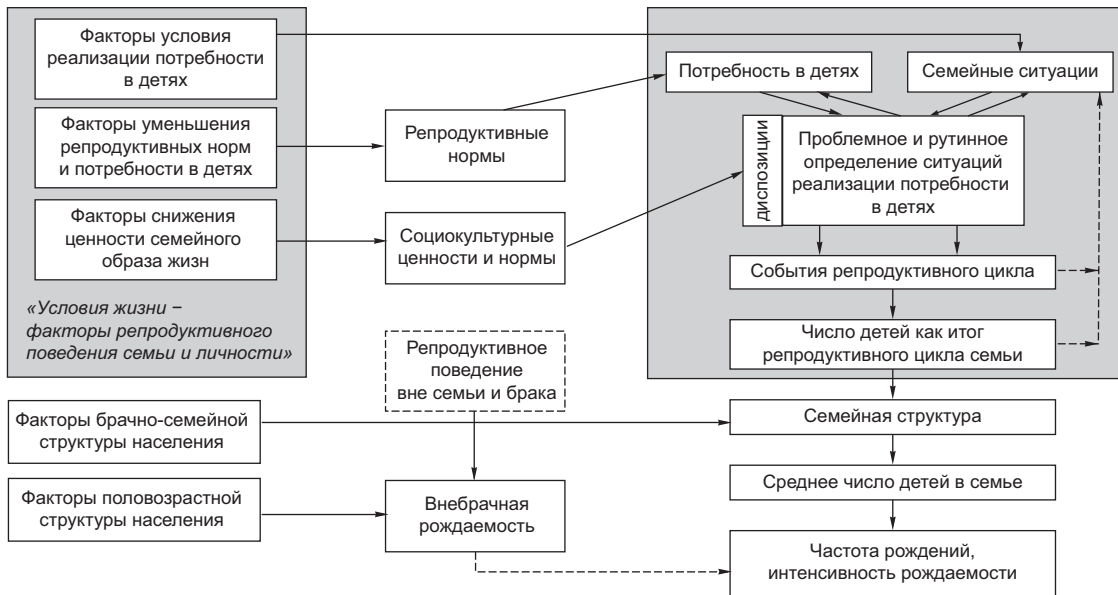 Факторы условия
реализации потребности
в детях
Факторы уменьшения
репродуктивных норм
и потребности в детях
Факторы снижения
ценности семейного
образа жизн
«Условия жизни –
факторы репродуктивного
поведения семьи и личности»
Факторы брачно-семейной
структуры населения
Факторы половозрастной
структуры населения
Репродуктивные
нормы
Социокультурные
ценности и нормы
Репродуктивное
поведение
вне семьи и брака
Внебрачная
рождаемость
Потребность в детях
Семейные ситуации
диспозиции
Проблемное и рутинное
определение ситуаций
реализации потребности
в детях
События репродуктивного цикла
Число детей как итог
репродуктивного цикла семьи
Семейная структура
Среднее число детей в семье
Частота рождений,
интенсивность рождаемости